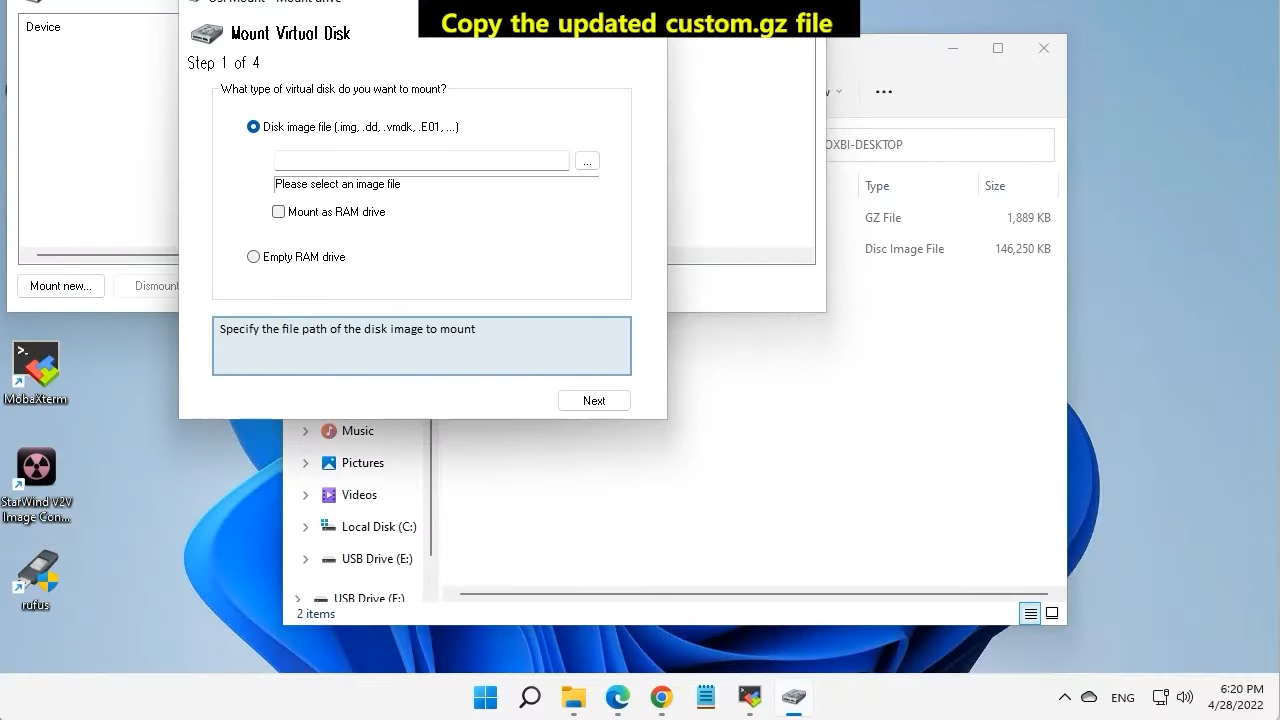 Copy the updated custom.gz file
Device
Mount Virtual Disk
Step 1 of 4
What type of virtual disk do you want to mount?
Disk image file (.img, .dd, .vmdk, .E01, ...)
...
Please select an image file
Mount as RAM drive
Empty RAM drive
Specify the file path of the disk image to mount
Next
Mount new...
Dismount
OXBI-DESKTOP
Type
Size
GZ File
1,889 KB
Disc Image File
146,250 KB
MobaXterm
StarWind V2V
Image Con...
rufus
Music
Pictures
Videos
Local Disk (C:)
USB Drive (E:)
USB Drive (E:)
2 items
ENG
6:20 PM
4/28/2022